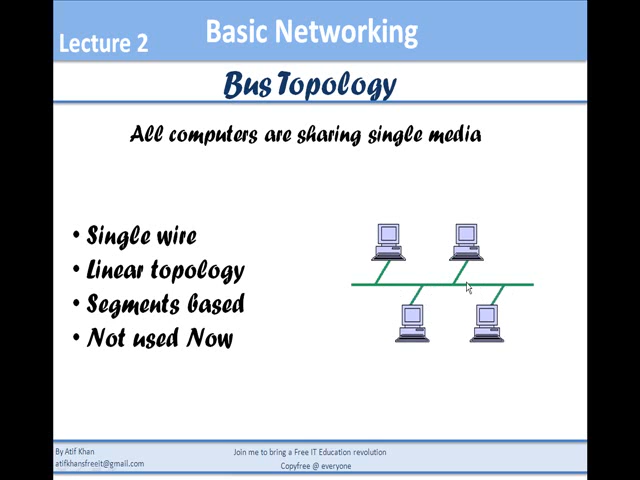 Lecture 2
Basic Networking
Bus Topology
All computers are sharing single media
• Single wire
• Linear topology
• Segments based
• Not used Now
By Atif Khan
atifkhansfreeit@gmail.com
Join me to bring a Free IT Education revolution
Copyfree @ everyone